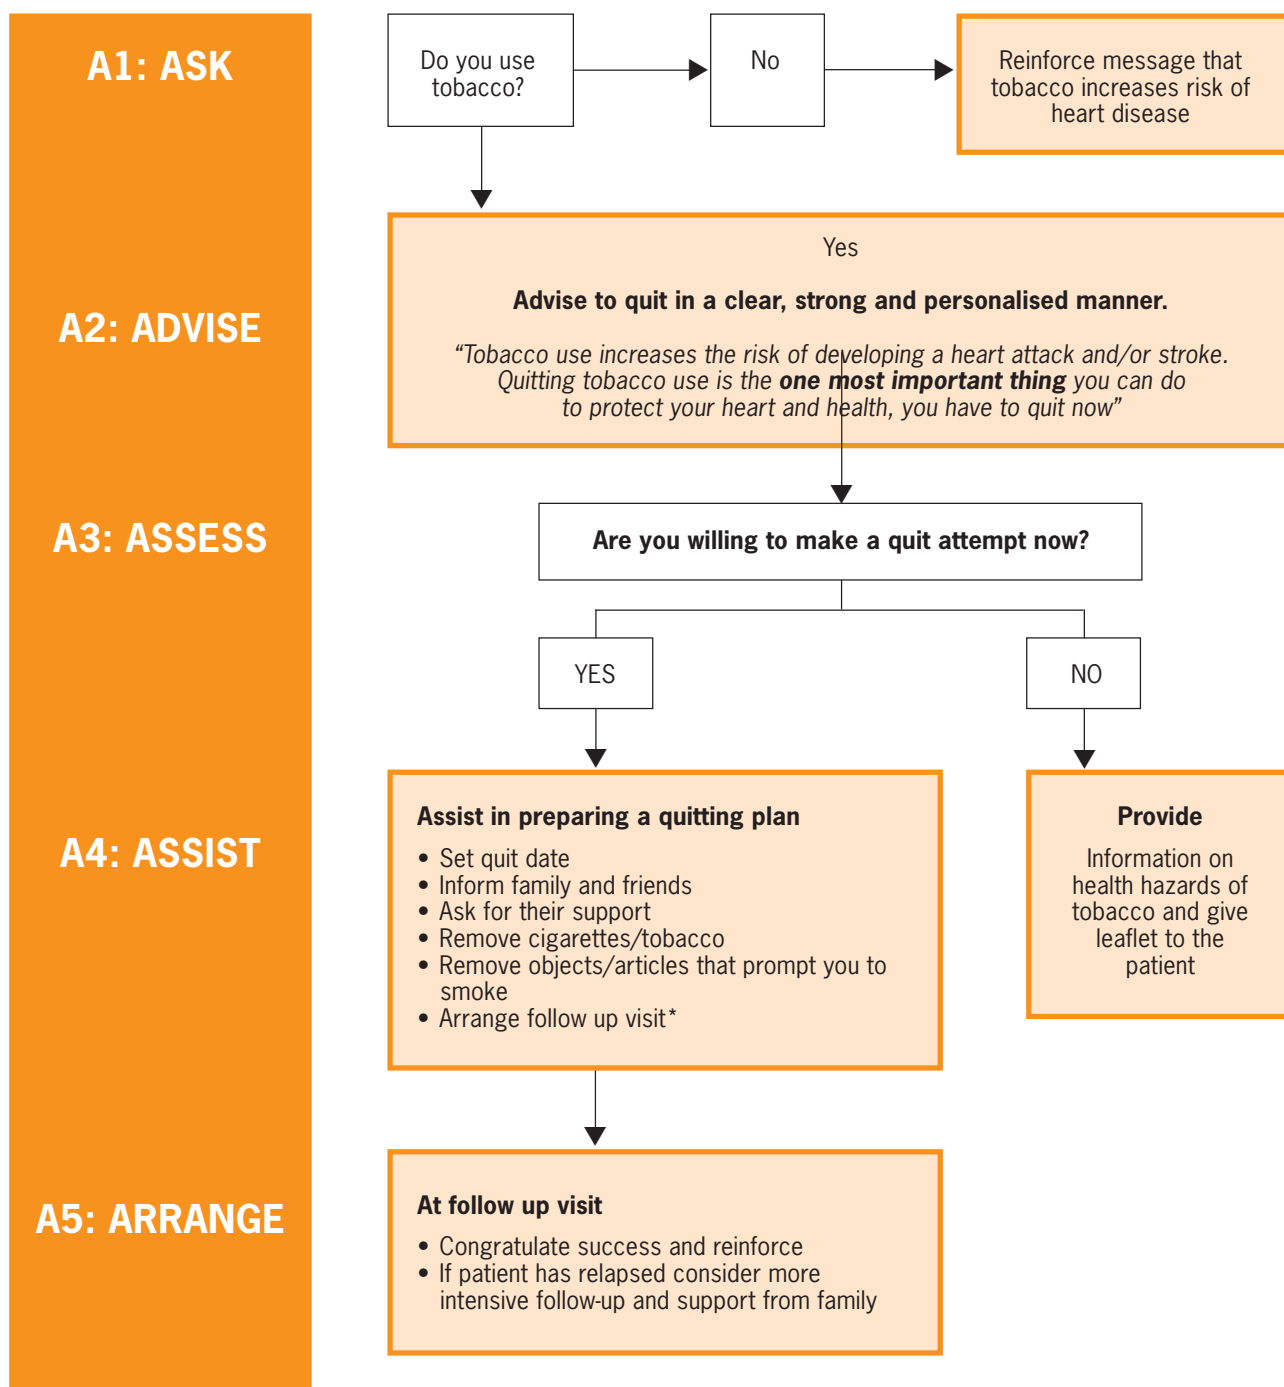 A1: ASK
Do you use
tobacco?
No
Reinforce message that
tobacco increases risk of
heart disease
A2: ADVISE
Yes
Advise to quit in a clear, strong and personalised manner.
“Tobacco use increases the risk of developing a heart attack and/or stroke.
Quitting tobacco use is the one most important thing you can do
to protect your heart and health, you have to quit now”
A3: ASSESS
Are you willing to make a quit attempt now?
YES
NO
A4: ASSIST
Assist in preparing a quitting plan
• Set quit date
• Inform family and friends
• Ask for their support
• Remove cigarettes/tobacco
• Remove objects/articles that prompt you to
smoke
• Arrange follow up visit*
Provide
Information on
health hazards of
tobacco and give
leaflet to the
patient
A5: ARRANGE
At follow up visit
• Congratulate success and reinforce
• If patient has relapsed consider more
intensive follow-up and support from family